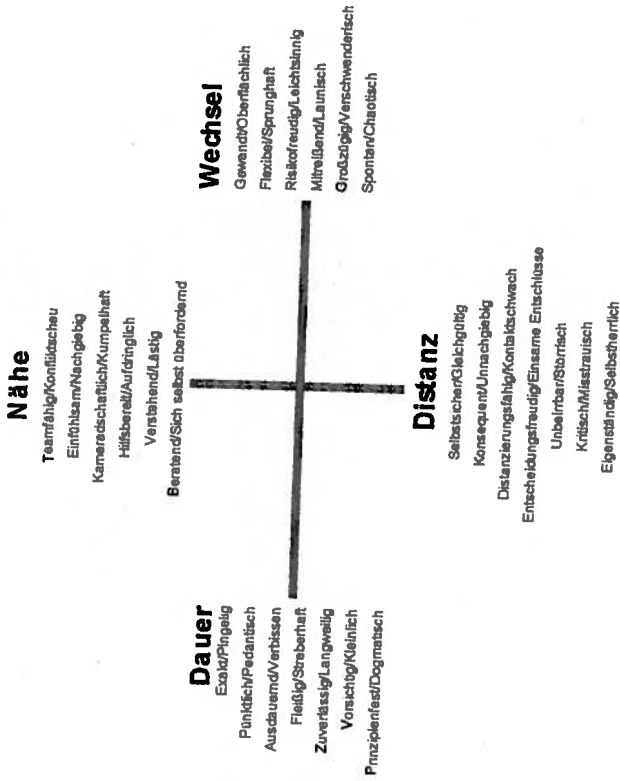 Nähe
Teamfähig/Konfliktscheu
Einfühlsam/Nachgiebig
Kameradschaftlich/Kumpelhaft
Hilfsbereit/Aufdringlich
Verstehend/Lästig
Beratend/Sich selbst überfordernd
Dauer
Exakt/Pingelig
Pünktlich/Pedantisch
Ausdauernd/Verbissen
Fleißig/Streberhaft
Zuverlässig/Langweilig
Vorsichtig/Kleinlich
Prinzipienfest/Dogmatisch
Wechsel
Gewandt/Oberflächlich
Flexibel/Sprunghaft
Risikofreudig/Leichtsinnig
Mitreißend/Launisch
Großzügig/Verschwenderisch
Spontan/Chaotisch
Distanz
Selbstsicher/Gleichgültig
Konsequent/Unnachgiebig
Distanzierungsfähig/Kontaktschwach
Entscheidungsfreudig/Einsame Entschlüsse
Unbeirrbar/Störrisch
Kritisch/Misstrauisch
Eigenständig/Selbstherrlich